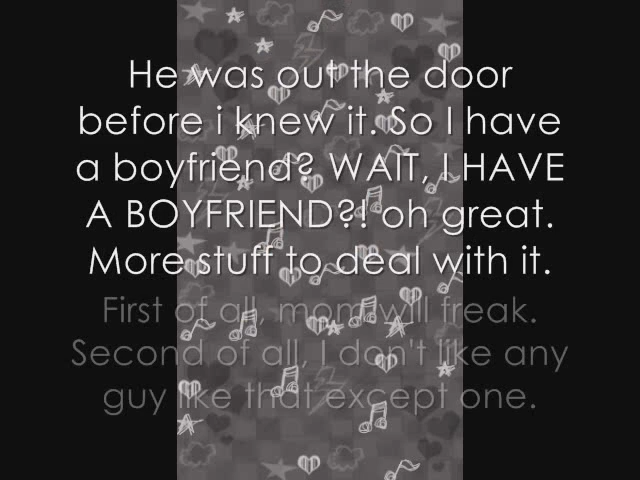 He was out the door
before i knew it. So I have
a boyfriend? WAIT, I HAVE
A BOYFRIEND?! oh great.
More stuff to deal with it.
First of all, mom will freak.
Second of all, I don't like any
guy like that except one.